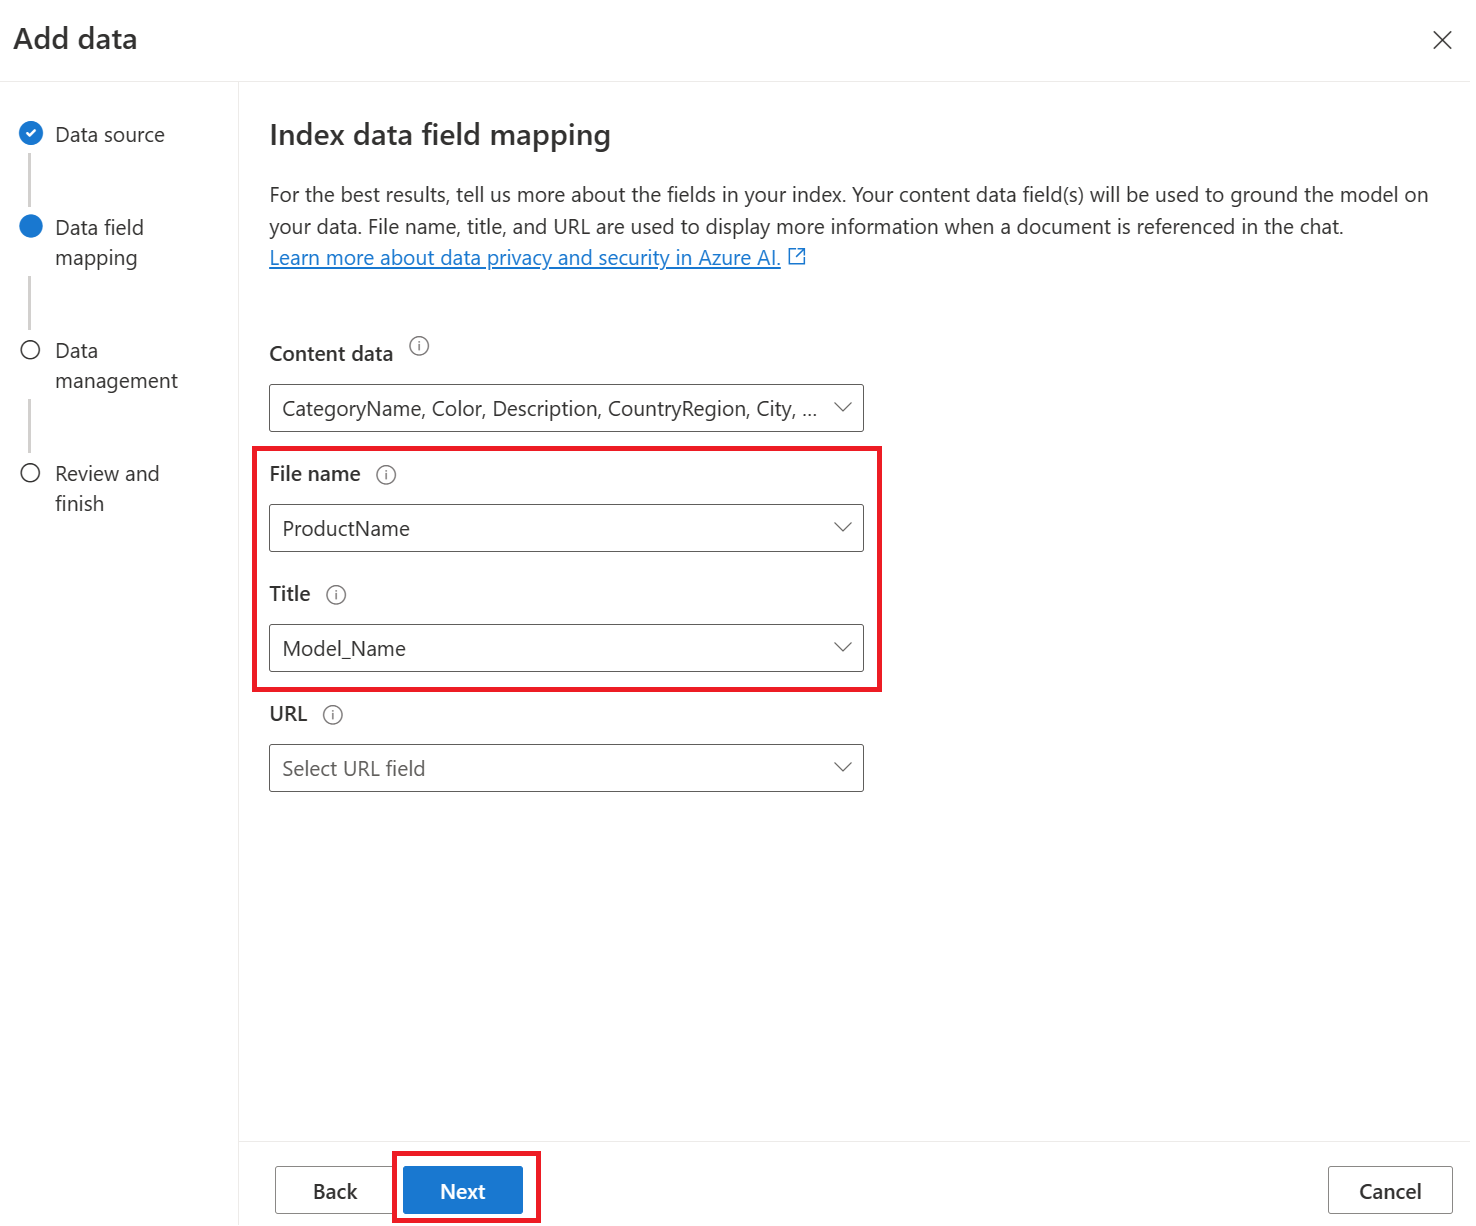 Add data
Data source
Data field
mapping
Data
management
Review and
finish
Index data field mapping
For the best results, tell us more about the fields in your index. Your content data field(s) will be used to ground the model on
your data. File name, title, and URL are used to display more information when a document is referenced in the chat.
Learn more about data privacy and security in Azure AI.
Content data
CategoryName, Color, Description, CountryRegion, City, ...
File name
ProductName
Title
Model_Name
URL
Select URL field
Back
Next
Cancel